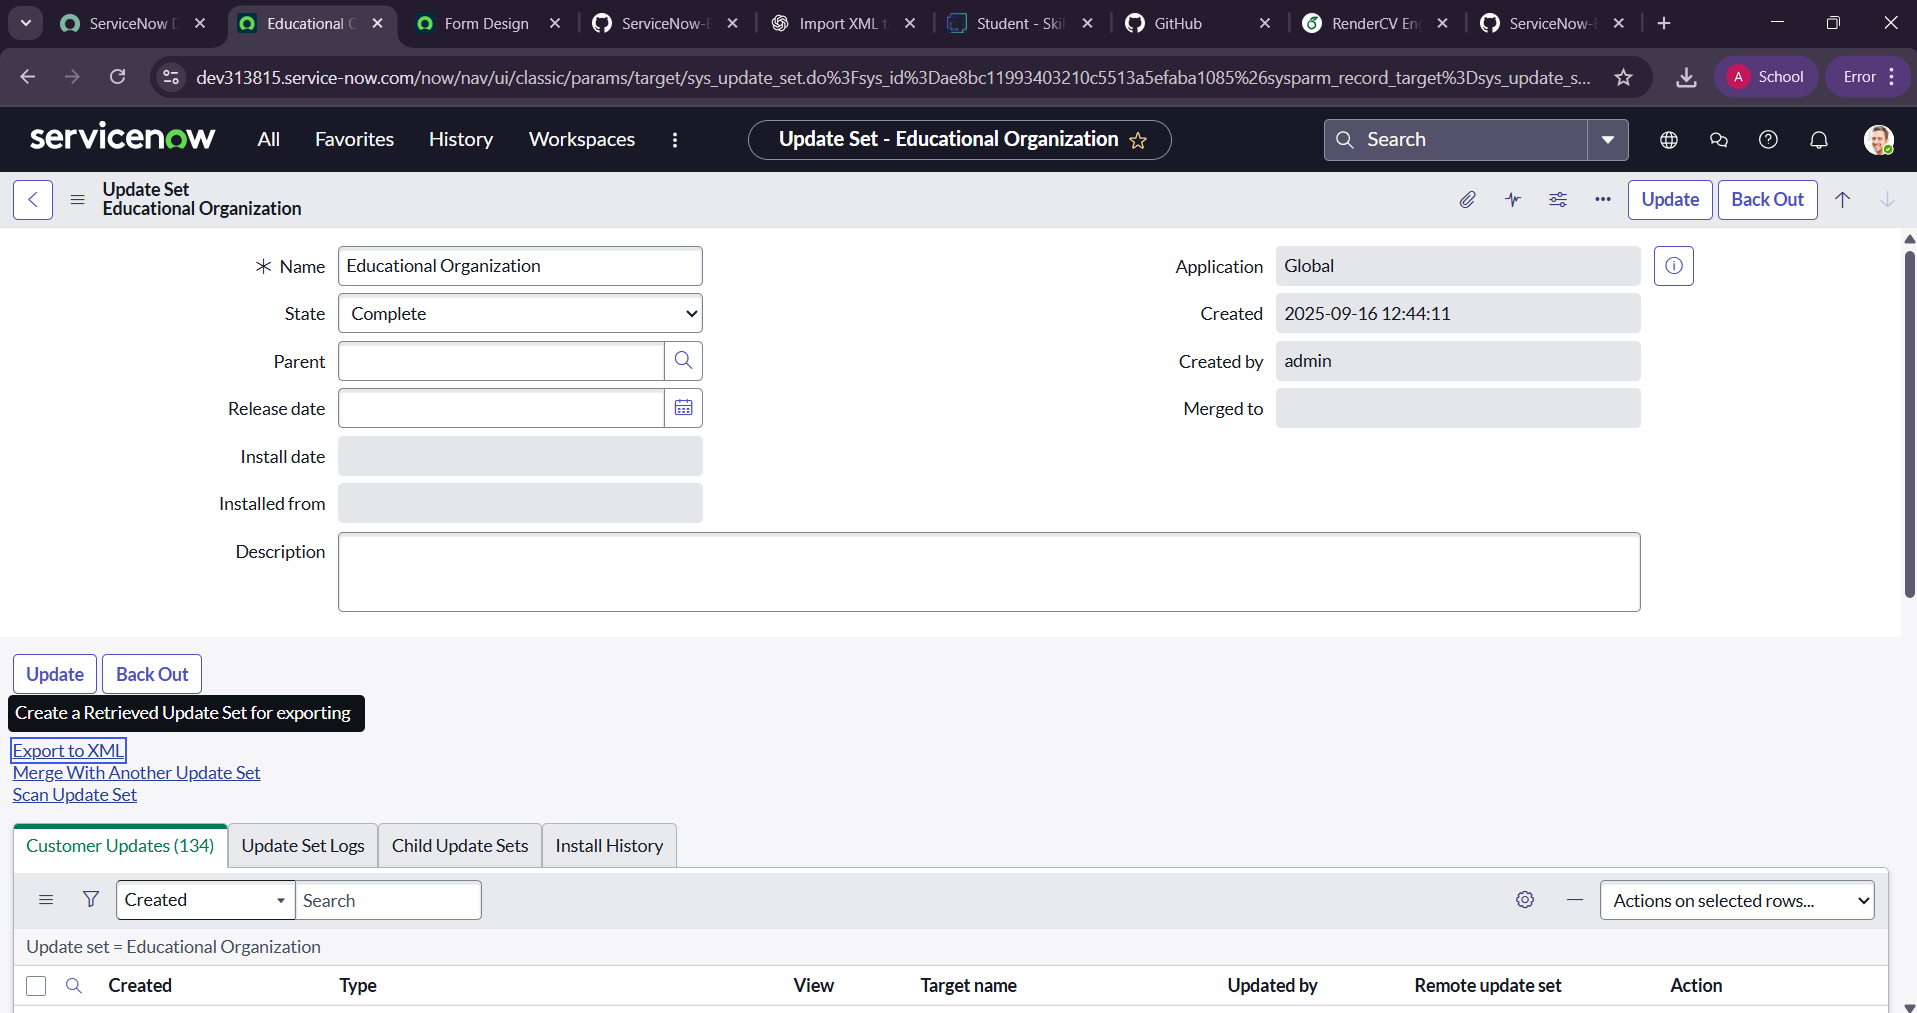 ServiceNow D
Educational C
Form Design
ServiceNow-E
Import XML t
Student - Skil
GitHub
RenderCV En
ServiceNow-
dev313815.service-now.com/now/nav/ui/classic/params/target/sys_update_set.do%3Fsys_id%3Dae8bc11993403210c5513a5efaba1085%26sysparm_record_target%3Dsys_update_s...
A School
Error
servicenow
All
Favorites
History
Workspaces
Update Set - Educational Organization
Search
Update Set
Educational Organization
Update
Back Out
Name
Educational Organization
Application
Global
State
Complete
Created
2025-09-16 12:44:11
Parent
Created by
admin
Release date
Merged to
Install date
Installed from
Description
Update
Back Out
Create a Retrieved Update Set for exporting
Export to XML
Merge With Another Update Set
Scan Update Set
Customer Updates (134)
Update Set Logs
Child Update Sets
Install History
Created
Search
Actions on selected rows...
Update set = Educational Organization
Created
Type
View
Target name
Updated by
Remote update set
Action